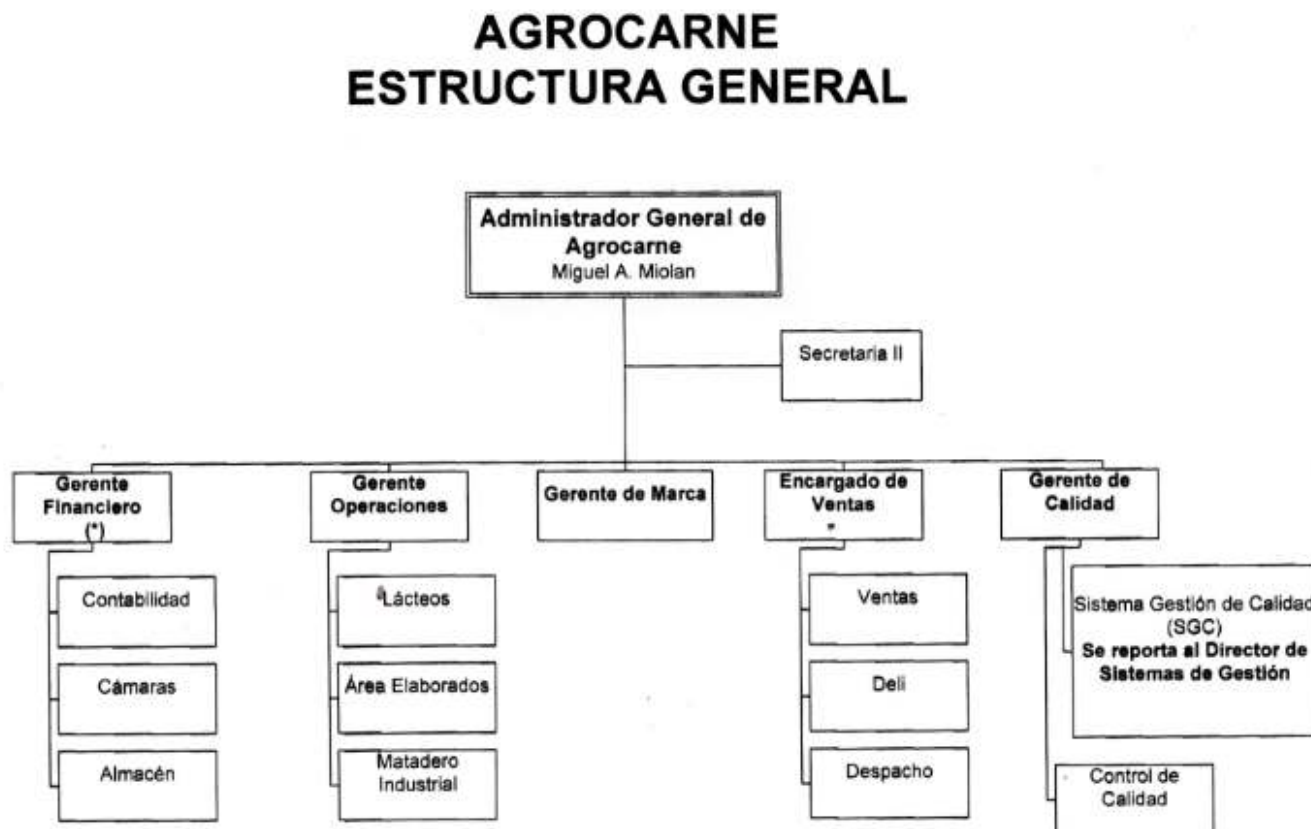 AGROCARNE
ESTRUCTURA GENERAL
Administrador General de
Agrocarne
Miguel A. Miolan
Secretaria II
Gerente
Financiero
(*)
Gerente
Operaciones
Gerente de Marca
Encargado de
Ventas
Gerente de
Calidad
Contabilidad
Cámaras
Almacén
Lácteos
Área Elaborados
Matadero
Industrial
Ventas
Deli
Despacho
Sistema Gestión de Calidad
(SGC)
Se reporta al Director de
Sistemas de Gestión
Control de
Calidad